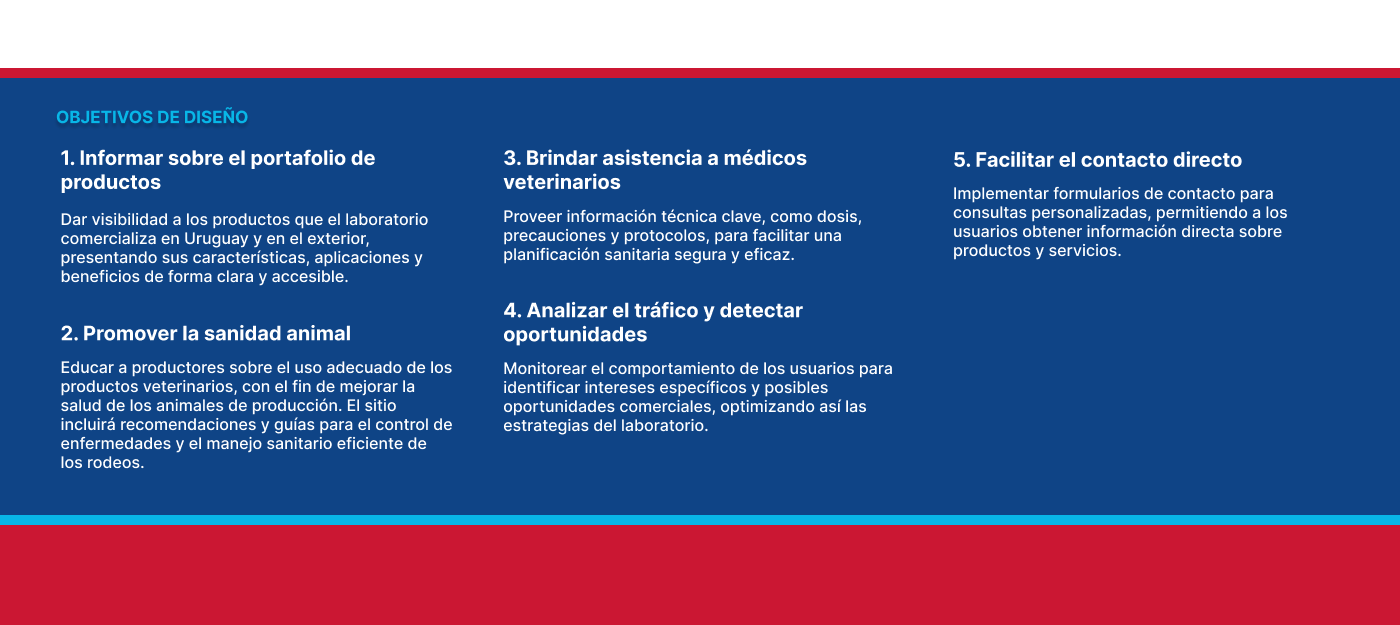 OBJETIVOS DE DISEÑO
1. Informar sobre el portafolio de
productos
Dar visibilidad a los productos que el laboratorio
comercializa en Uruguay y en el exterior,
presentando sus características, aplicaciones y
beneficios de forma clara y accesible.
2. Promover la sanidad animal
Educar a productores sobre el uso adecuado de los
productos veterinarios, con el fin de mejorar la
salud de los animales de producción. El sitio
incluirá recomendaciones y guías para el control de
enfermedades y el manejo sanitario eficiente de
los rodeos.
3. Brindar asistencia a médicos
veterinarios
Proveer información técnica clave, como dosis,
precauciones y protocolos, para facilitar una
planificación sanitaria segura y eficaz.
4. Analizar el tráfico y detectar
oportunidades
Monitorear el comportamiento de los usuarios para
identificar intereses específicos y posibles
oportunidades comerciales, optimizando así las
estrategias del laboratorio.
5. Facilitar el contacto directo
Implementar formularios de contacto para
consultas personalizadas, permitiendo a los
usuarios obtener información directa sobre
productos y servicios.